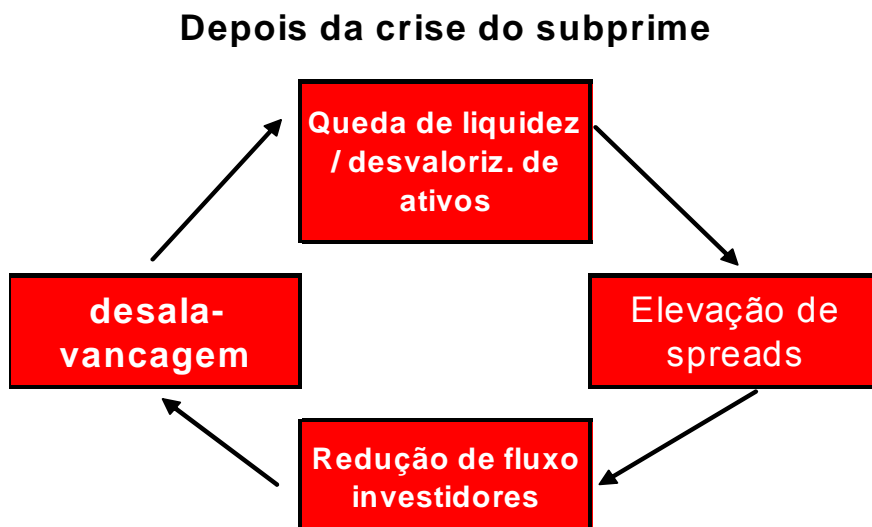 Depois da crise do subprime
Queda de liquidez
/ desvaloriz. de
ativos
desala-
vancagem
Elevação de
spreads
Redução de fluxo
investidores